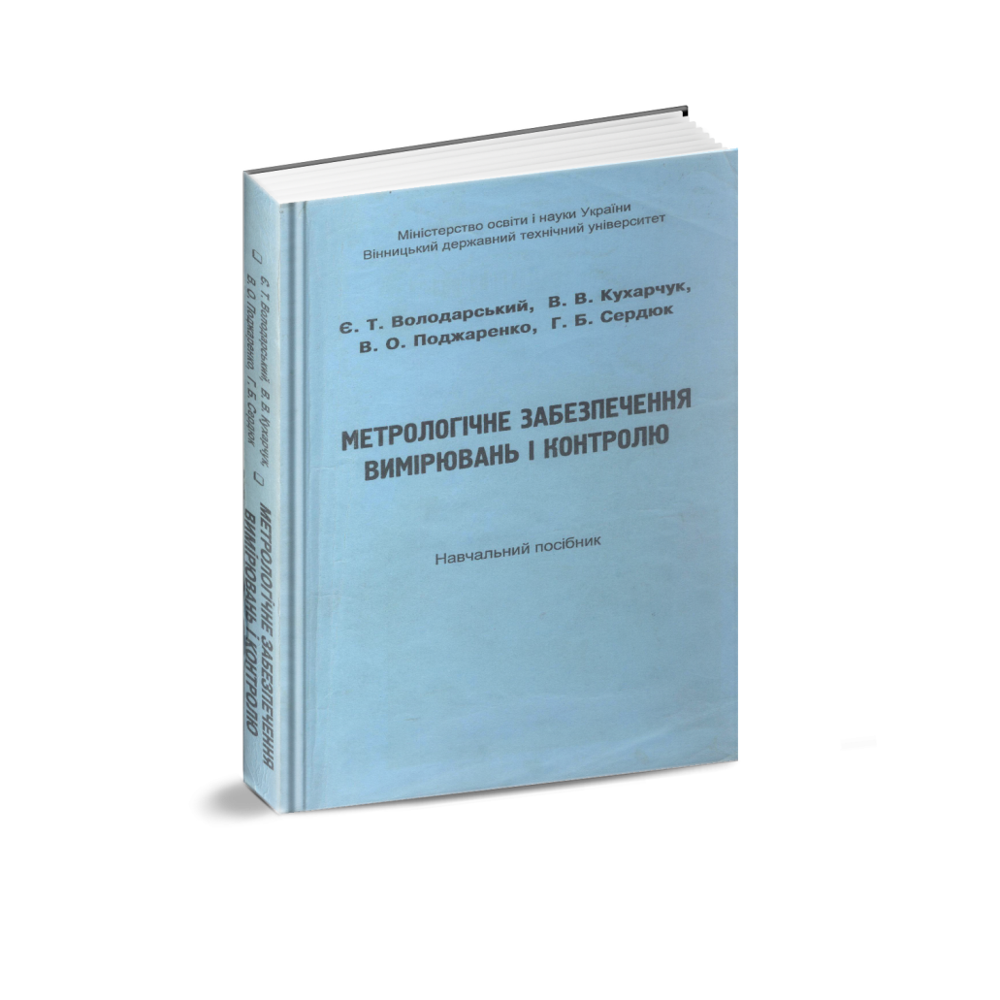 Міністерство освіти і науки України
Вінницький державний технічний університет
Є. Т. Володарський, В. В. Кухарчук,
В. О. Поджаренко, Г. Б. Сердюк
МЕТРОЛОГІЧНЕ ЗАБЕЗПЕЧЕННЯ
ВИМІРЮВАНЬ І КОНТРОЛЮ
Навчальний посібник
Є. Т. Володарський, В. В. Кухарчук,
В. О. Поджаренко, Г. Б. Сердюк
МЕТРОЛОГІЧНЕ ЗАБЕЗПЕЧЕННЯ
ВИМІРЮВАНЬ І КОНТРОЛЮ